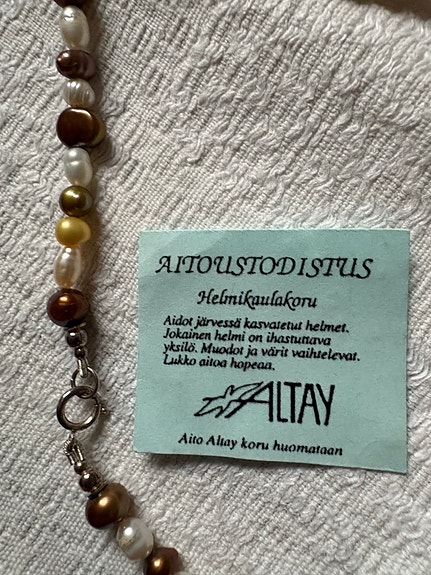 AITOUSTODISTUS
Helmikaulakoru
Aidot järvessä kasvatetut helmet.
Jokainen helmi on ihastuttava
yksilö. Muodot ja värit vaihtelevat.
Lukko aitoa hopeaa.
ALTAY
Aito Altay koru huomataan